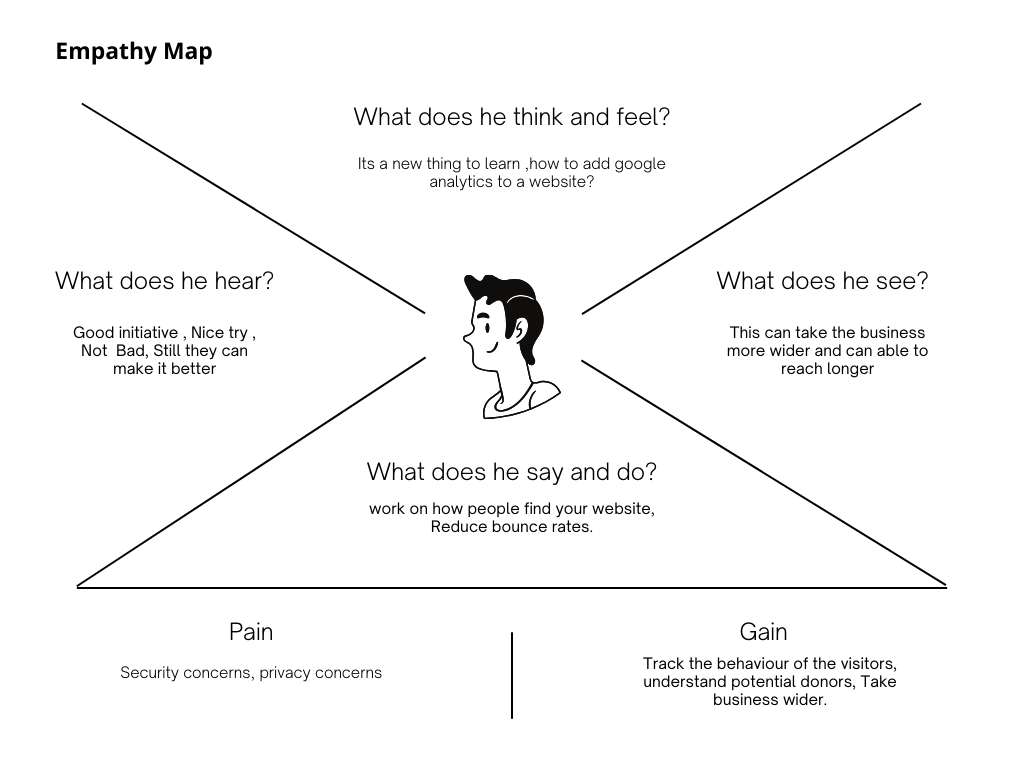 Empathy Map
What does he think and feel?
Its a new thing to learn ,how to add google
analytics to a website?
What does he hear?
Good initiative , Nice try ,
Not  Bad, Still they can
make it better
What does he see?
This can take the business
more wider and can able to
reach longer
What does he say and do?
work on how people find your website,
Reduce bounce rates.
Pain
Security concerns, privacy concerns
Gain
Track the behaviour of the visitors,
understand potential donors, Take
business wider.